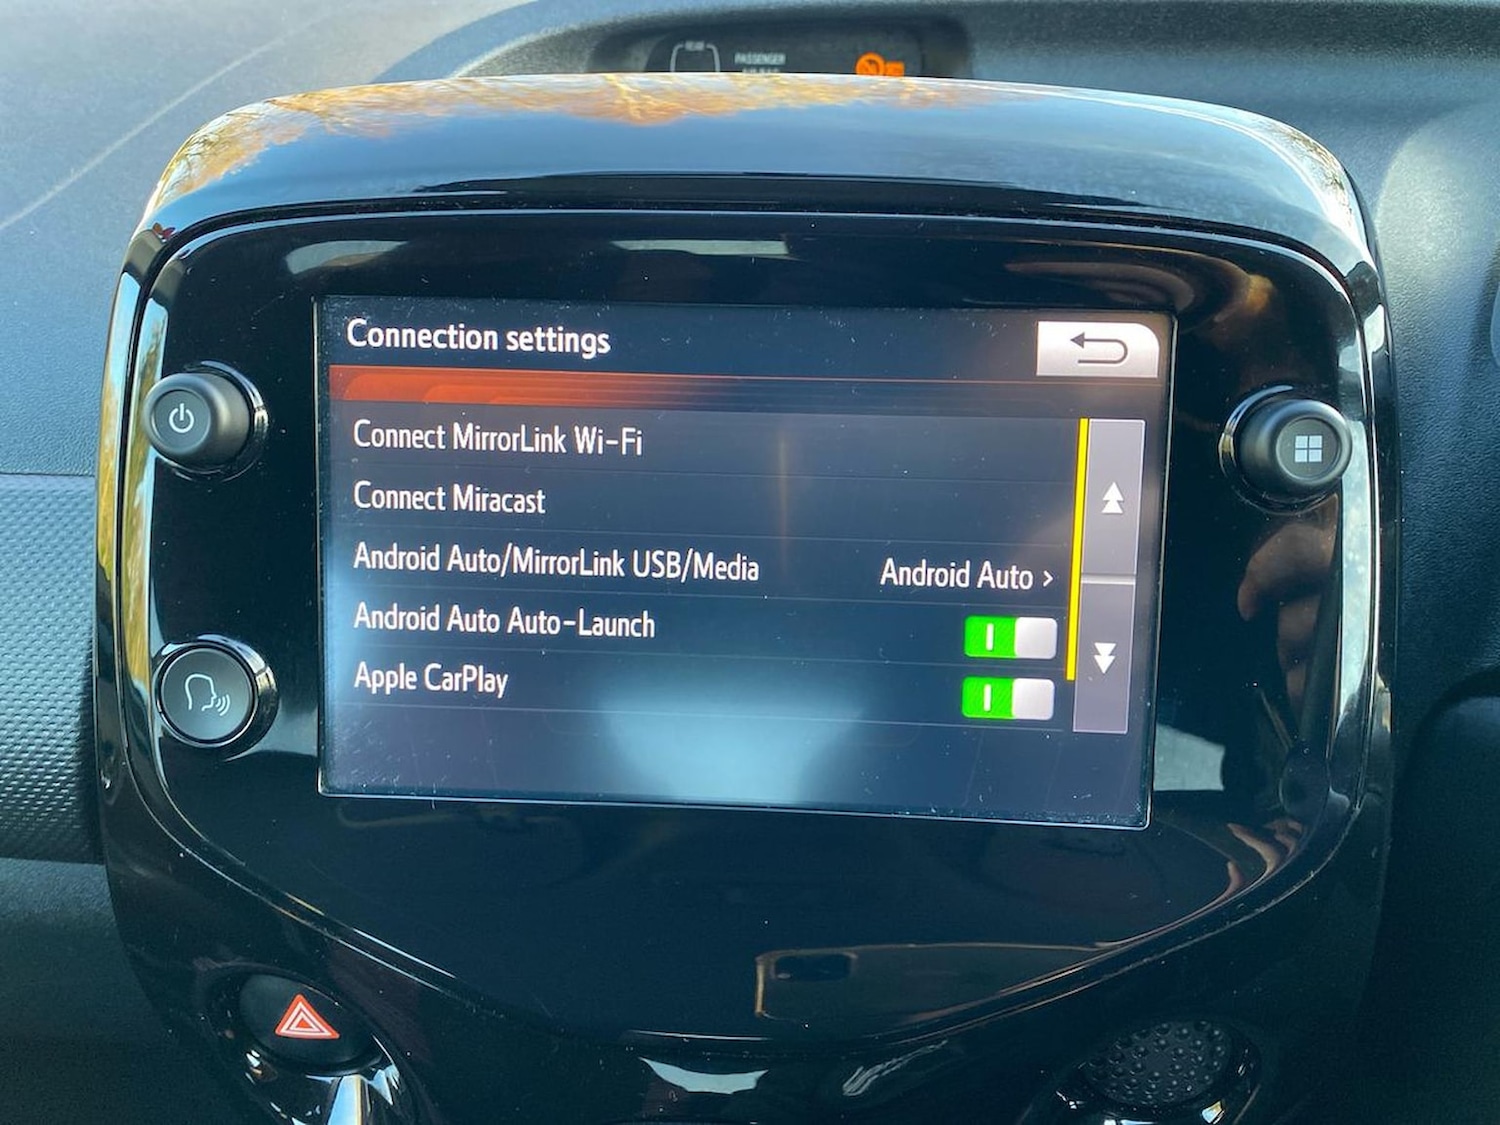 PASSENGER
Connection settings
Connect MirrorLink Wi-Fi
Connect Miracast
Android Auto/MirrorLink USB/Media Android Auto >
Android Auto Auto-Launch
Apple CarPlay